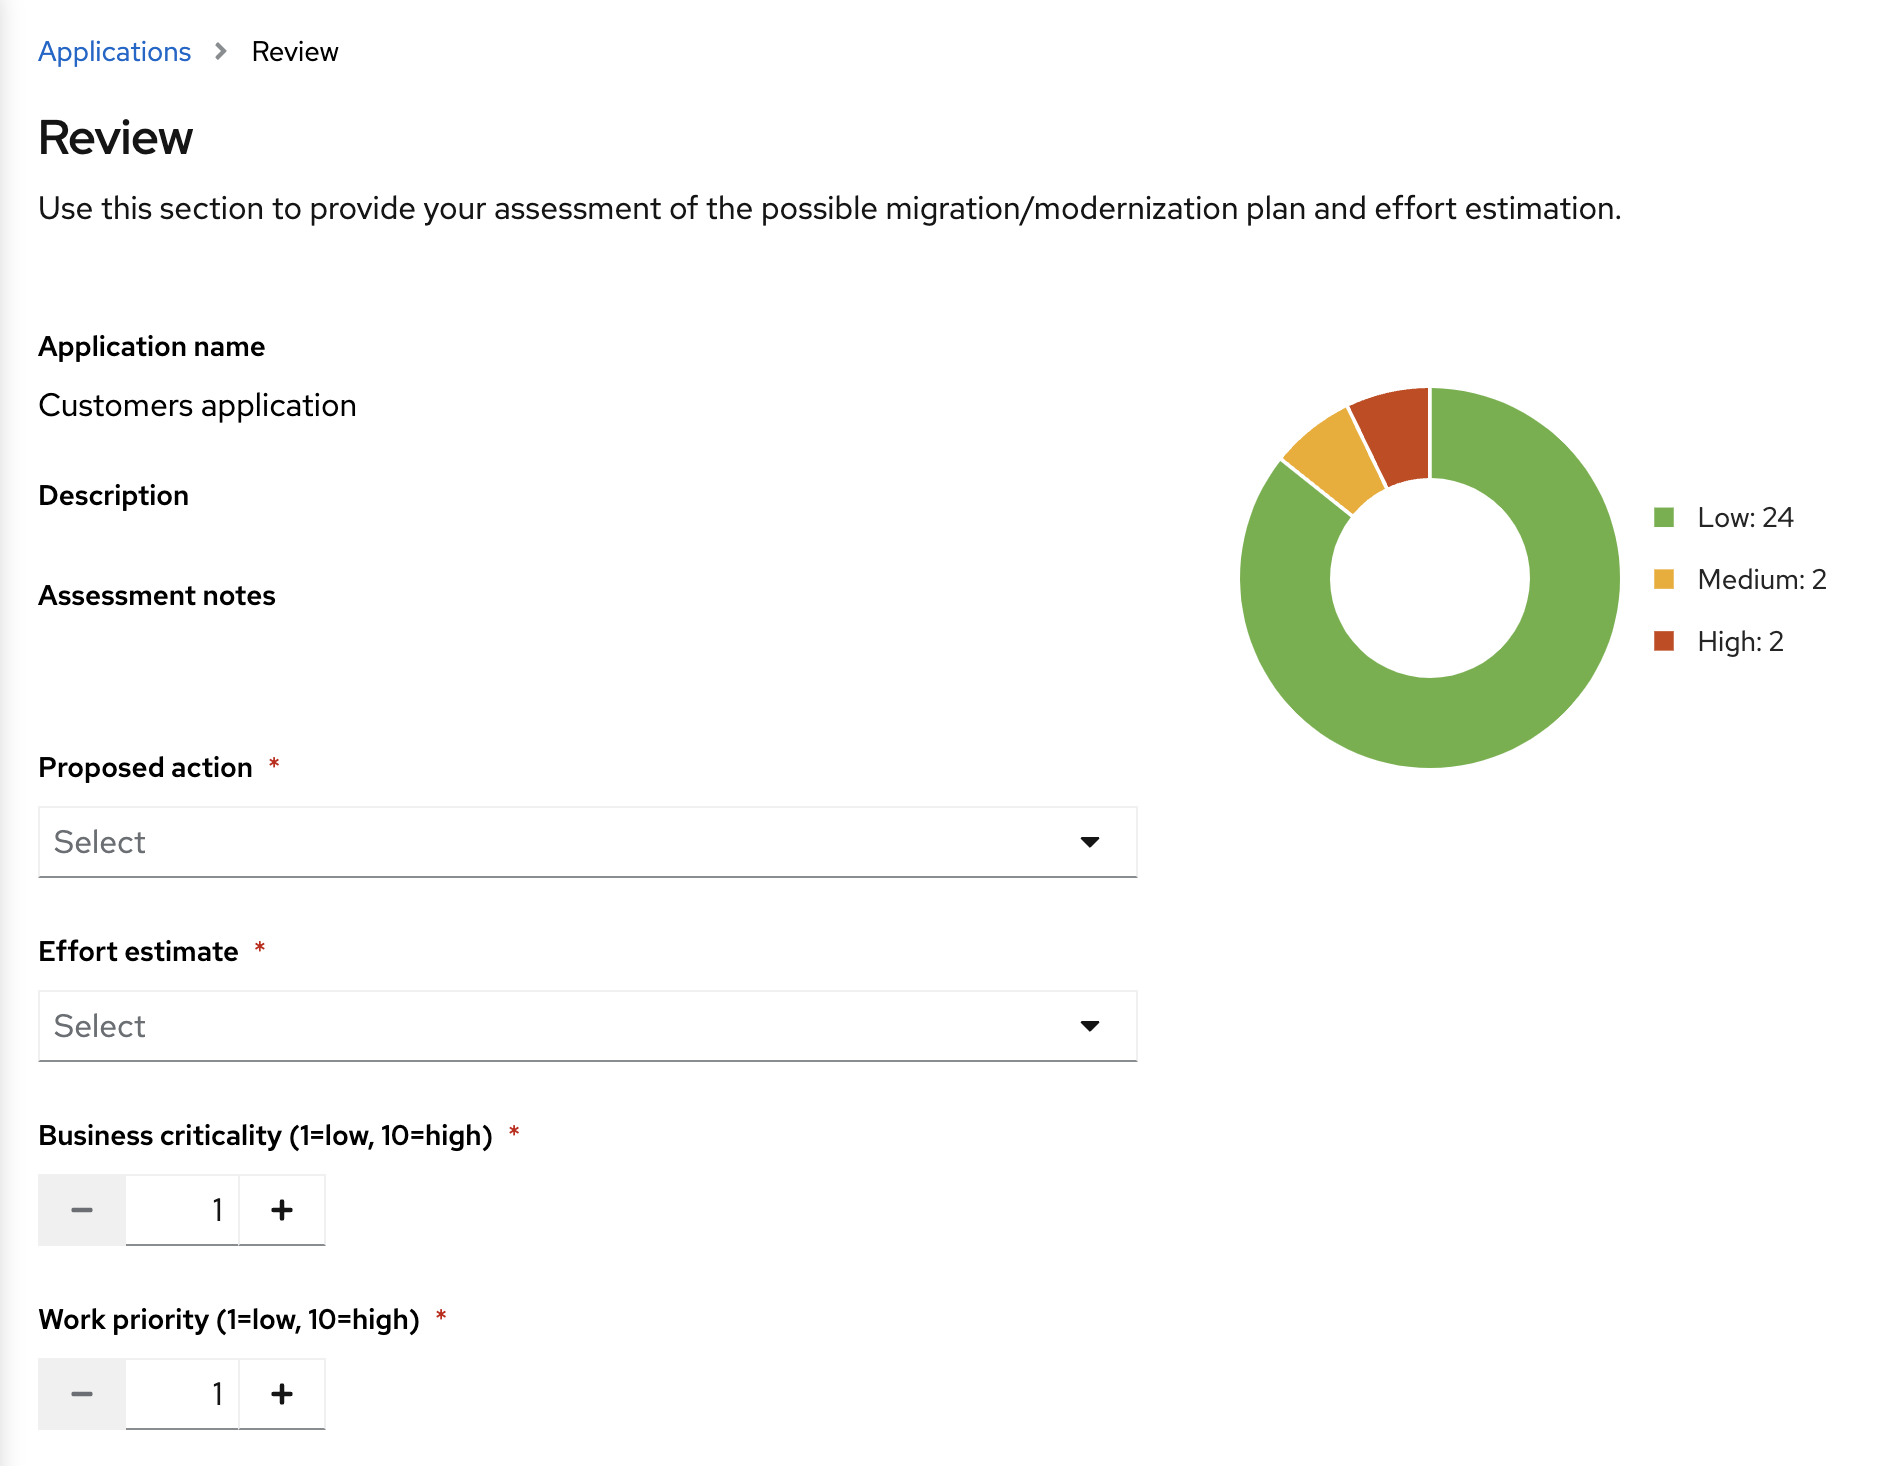 Applications > Review
Review
Use this section to provide your assessment of the possible migration/modernization plan and effort estimation.
Application name
Customers application
Description
Assessment notes
Low: 24
Medium: 2
High: 2
Proposed action *
Select
Effort estimate *
Select
Business criticality (1=low, 10=high) *
− 1 +
Work priority (1=low, 10=high) *
− 1 +